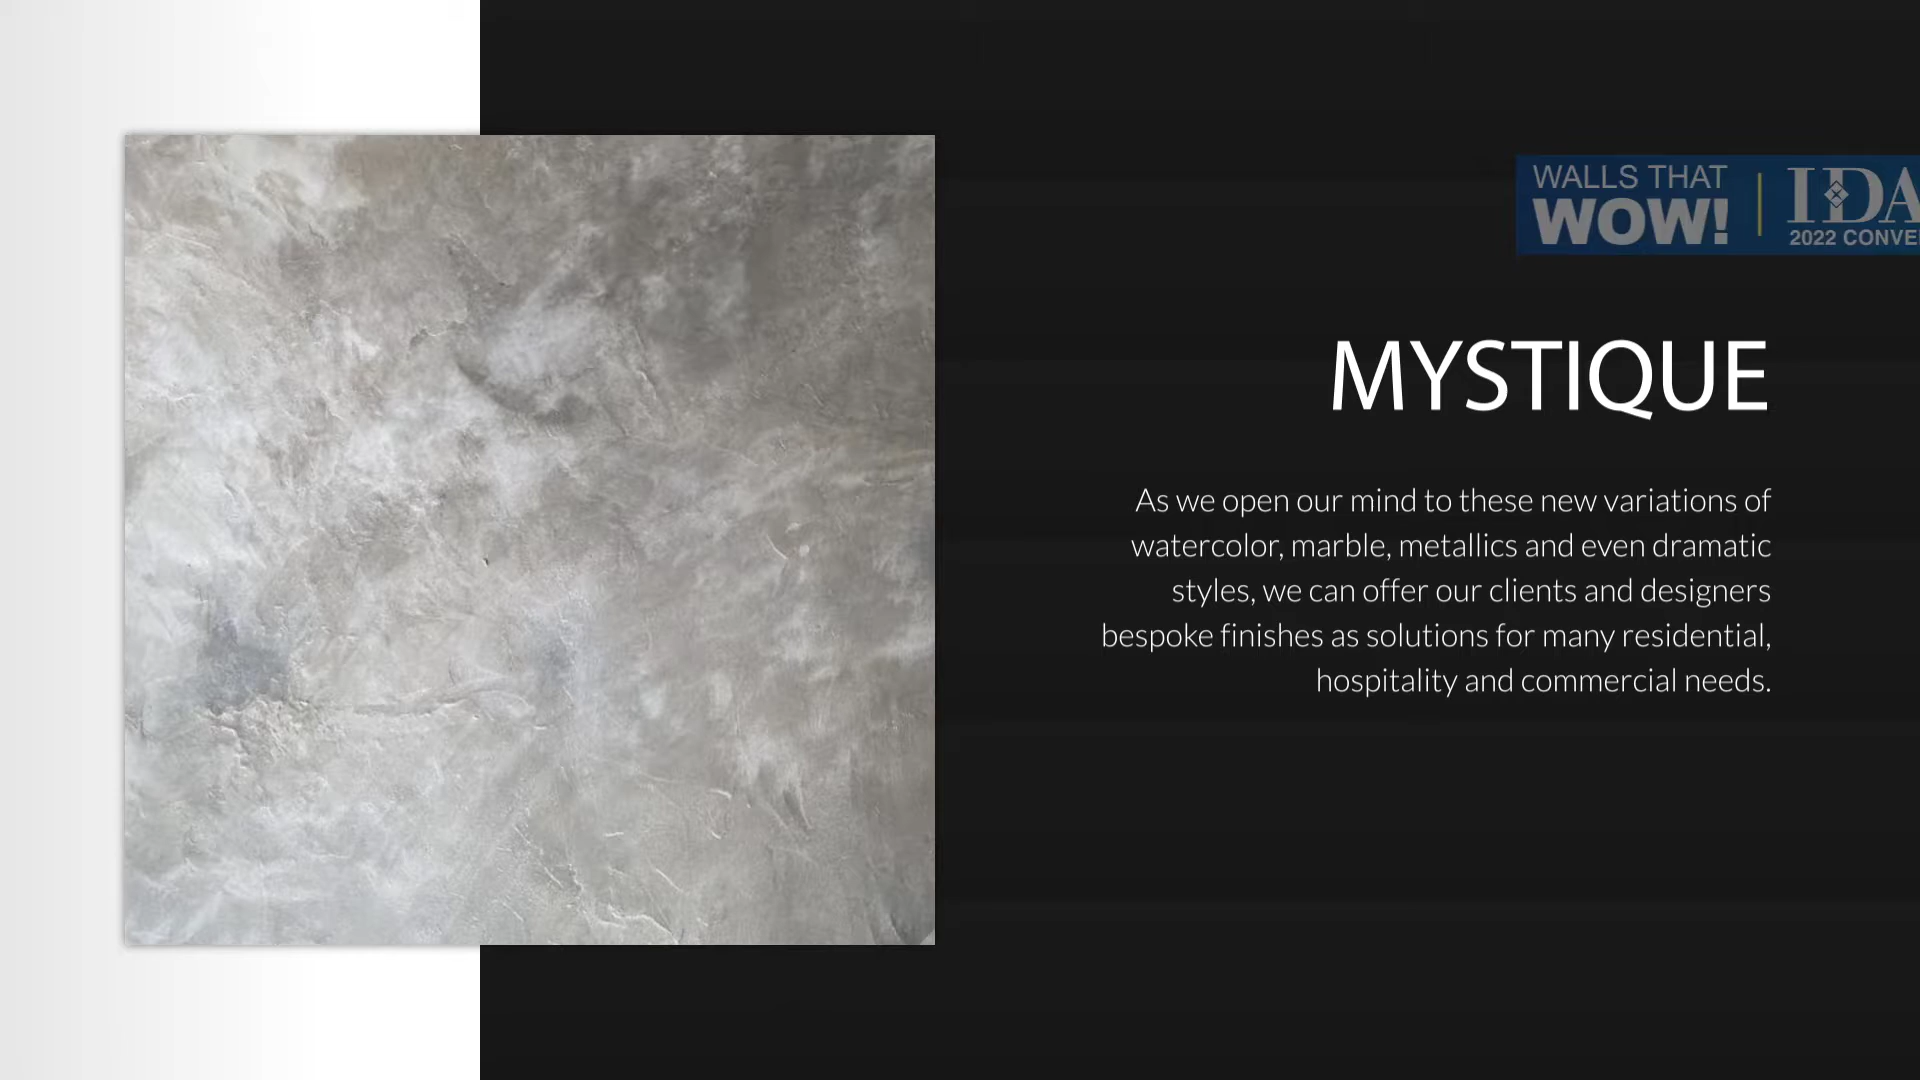 WALLS THAT
WOW!
IDA
2022 CONVE
MYSTIQUE
As we open our mind to these new variations of
watercolor, marble, metallics and even dramatic
styles, we can offer our clients and designers
bespoke finishes as solutions for many residential,
hospitality and commercial needs.